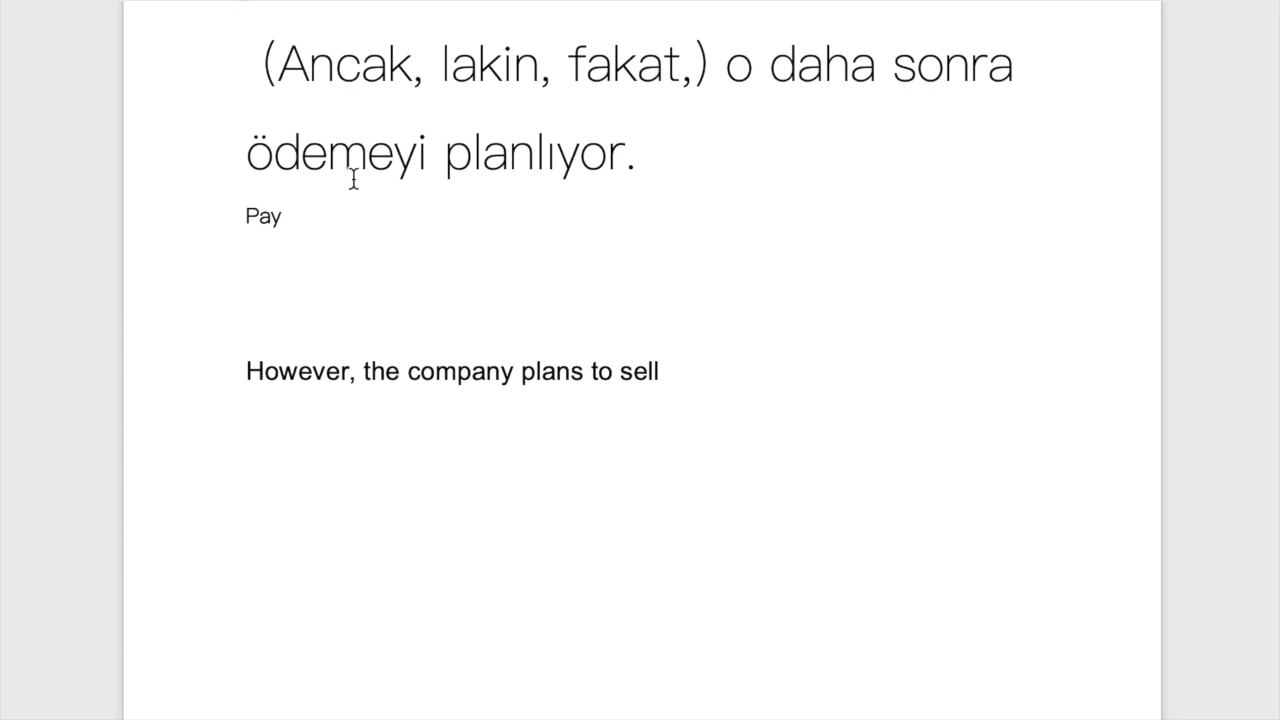 (Ancak, lakin, fakat,) o daha sonra
ödemeyi planlıyor.
Pay
However, the company plans to sell